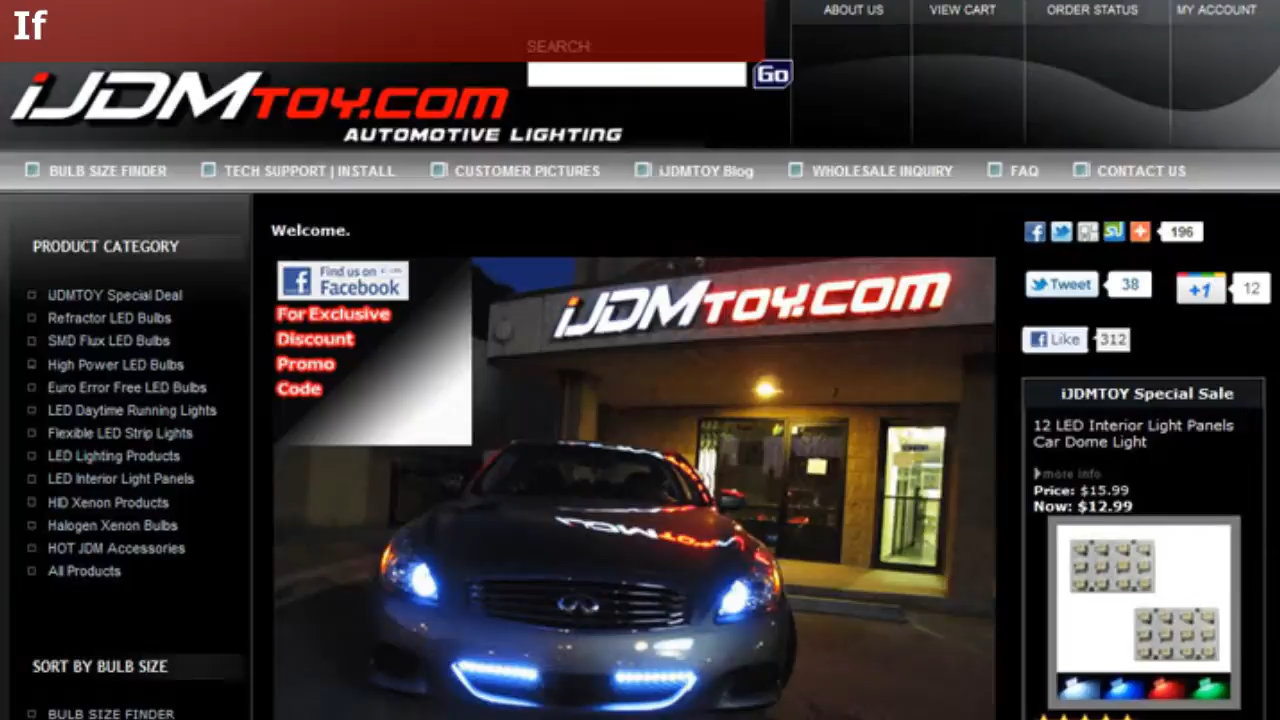 If
ABOUT US
VIEW CART
ORDER STATUS
MY ACCOUNT
SEARCH:
Go
iJDMTOY.COM
AUTOMOTIVE LIGHTING
BULB SIZE FINDER
TECH SUPPORT | INSTALL
CUSTOMER PICTURES
iJDMTOY Blog
WHOLESALE INQUIRY
FAQ
CONTACT US
PRODUCT CATEGORY
iJDMTOY Special Deal
Refractor LED Bulbs
SMD Flux LED Bulbs
High Power LED Bulbs
Euro Error Free LED Bulbs
LED Daytime Running Lights
Flexible LED Strip Lights
LED Lighting Products
LED Interior Light Panels
HID Xenon Products
Halogen Xenon Bulbs
HOT JDM Accessories
All Products
SORT BY BULB SIZE
BULB SIZE FINDER
Welcome.
Find us on
Facebook
For Exclusive
Discount
Promo
Code
iJDMTOY.COM
196
Tweet
38
+1
12
Like
312
iJDMTOY Special Sale
12 LED Interior Light Panels
Car Dome Light
more info
Price: $15.99
Now: $12.99